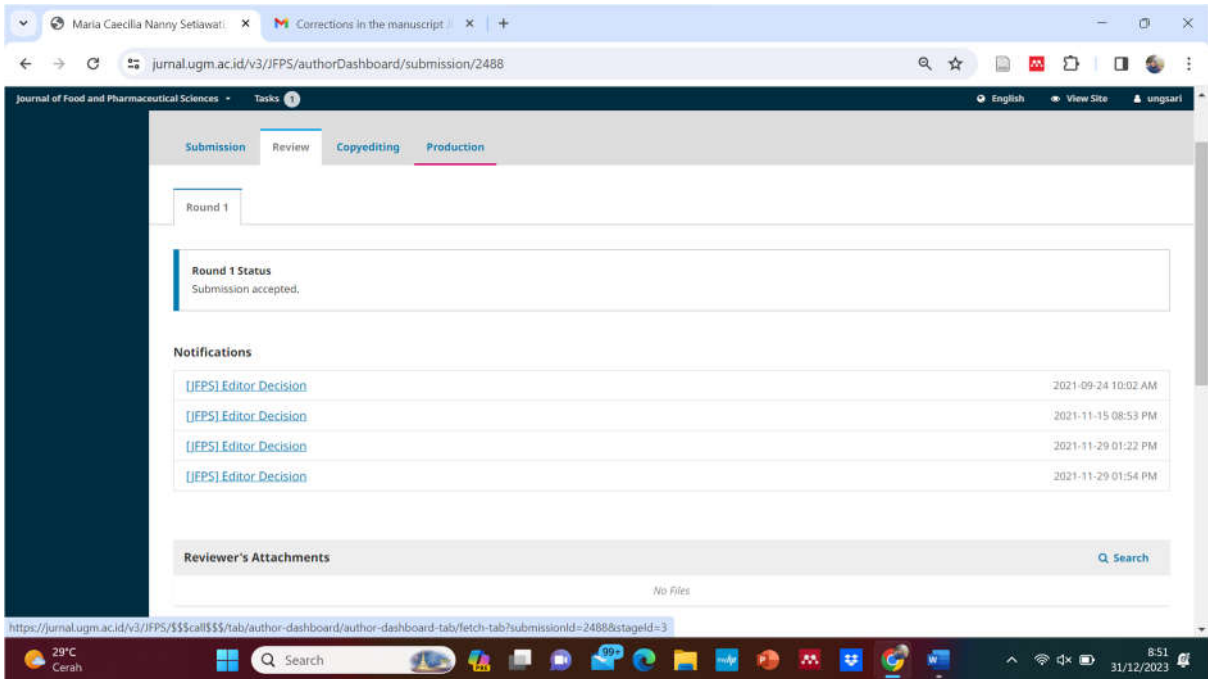 Maria Caecilia Nanny Setiawati
Corrections in the manuscript J
jurnal.ugm.ac.id/v3/JFPS/authorDashboard/submission/2488
Journal of Food and Pharmaceutical Sciences Tasks 1 English View Site ungsari
Submission Review Copyediting Production
Round 1
Round 1 Status
Submission accepted.
Notifications
[JFPS] Editor Decision 2021-09-24 10:02 AM
[JFPS] Editor Decision 2021-11-15 08:53 PM
[JFPS] Editor Decision 2021-11-29 01:22 PM
[JFPS] Editor Decision 2021-11-29 01:54 PM
Reviewer's Attachments Search
No Files
https://jurnal.ugm.ac.id/v3/JFPS/$$$call$$$/tab/author-dashboard/author-dashboard-tab/fetch-tab?submissionId=2488&stageId=3
29°C
Cerah
Search
99+
8:51
31/12/2023